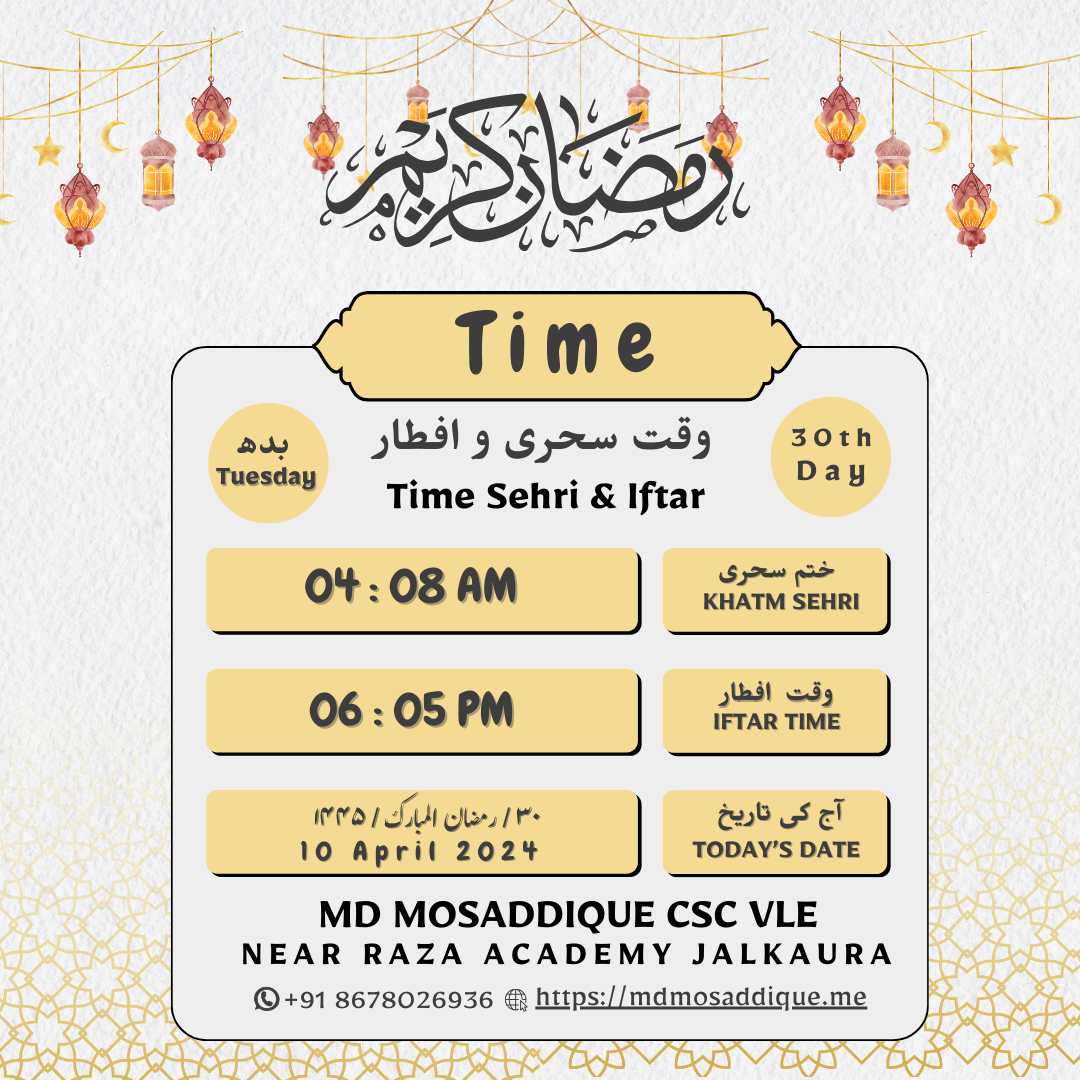 رمضان كريم
Time
وقت سحری و افطار
Time Sehri & Iftar
بدھ
Tuesday
30th
Day
04 : 08 AM
ختم سحری
KHATM SEHRI
06 : 05 PM
وقت افطار
IFTAR TIME
۳۰ / رمضان المبارک / ۱۴۴۵
10 April 2024
آج کی تاریخ
TODAY'S DATE
MD MOSADDIQUE CSC VLE
NEAR RAZA ACADEMY JALKAURA
+91 8678026936 https://mdmosaddique.me